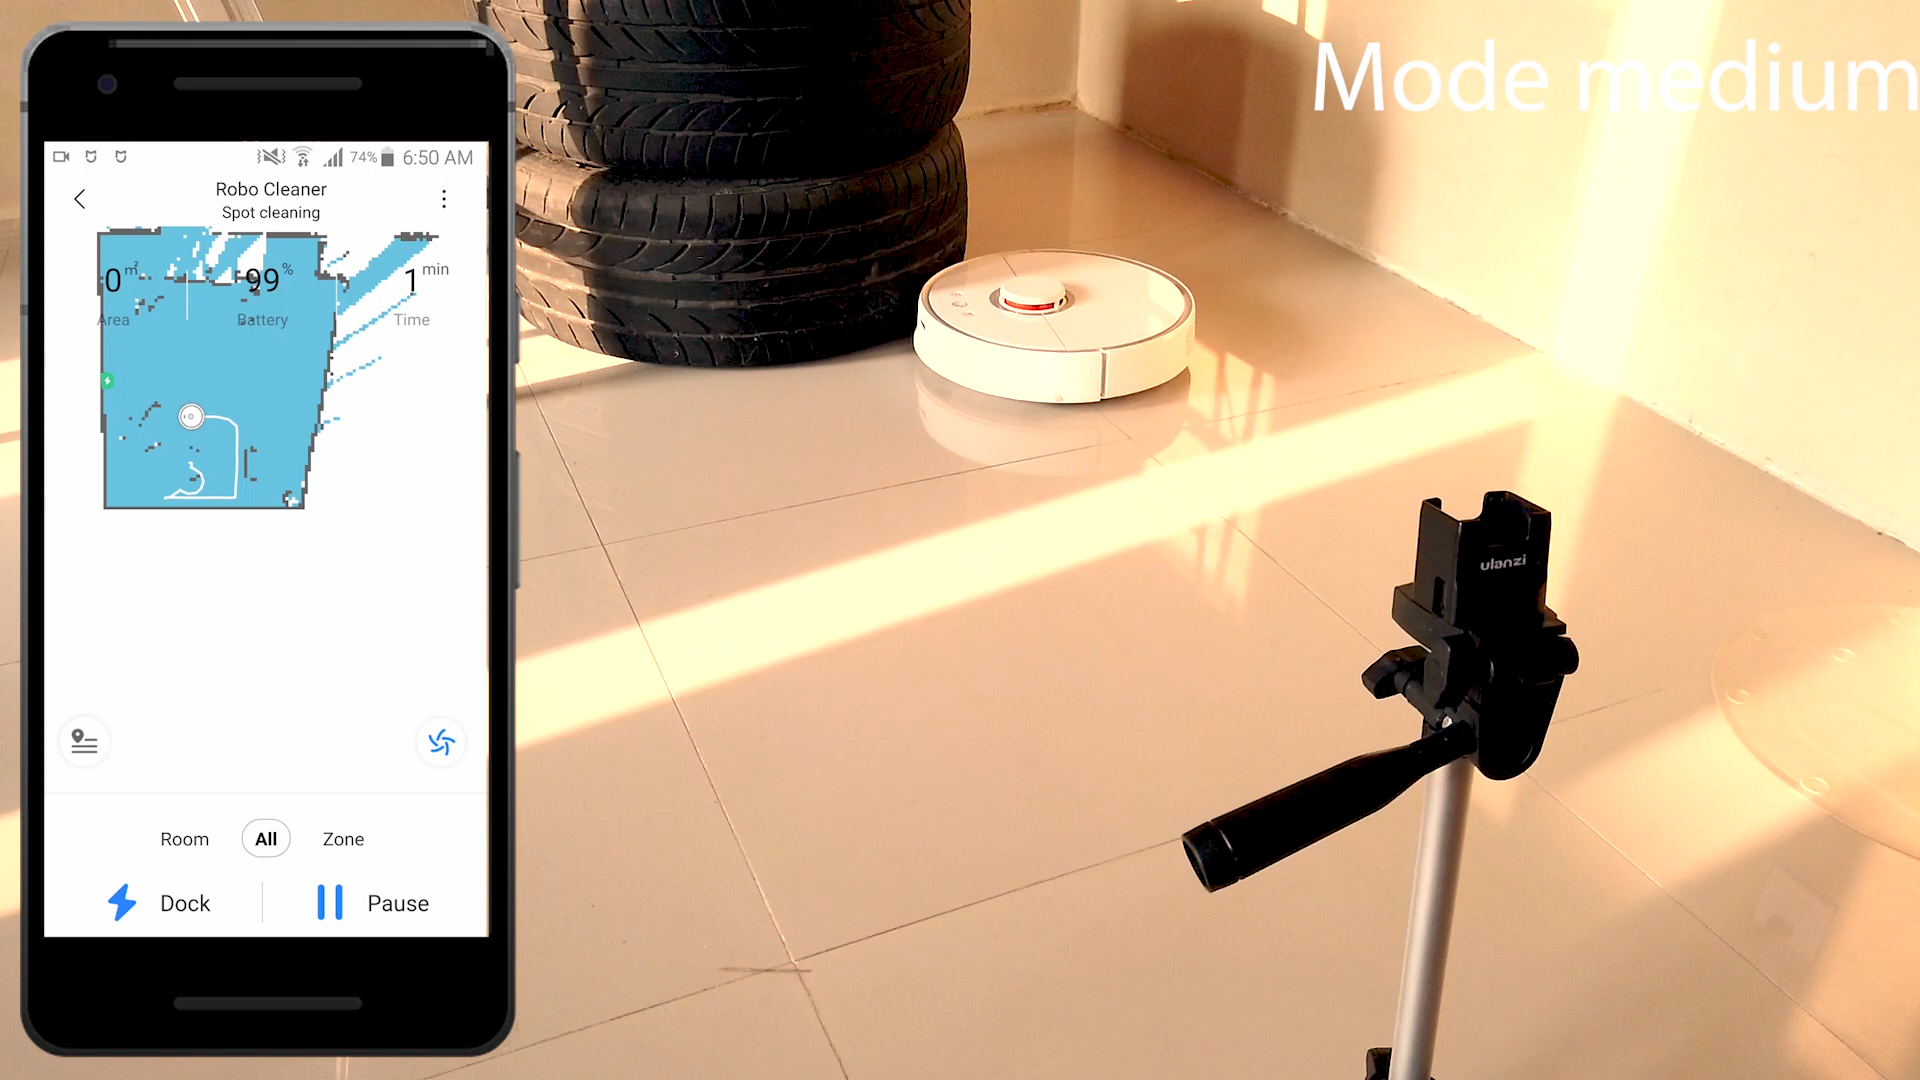 Mode medium
74% 6:50 AM
Robo Cleaner
Spot cleaning
0 m² 99 % 1 min
Area Battery Time
Room All Zone
Dock Pause
ulanzi